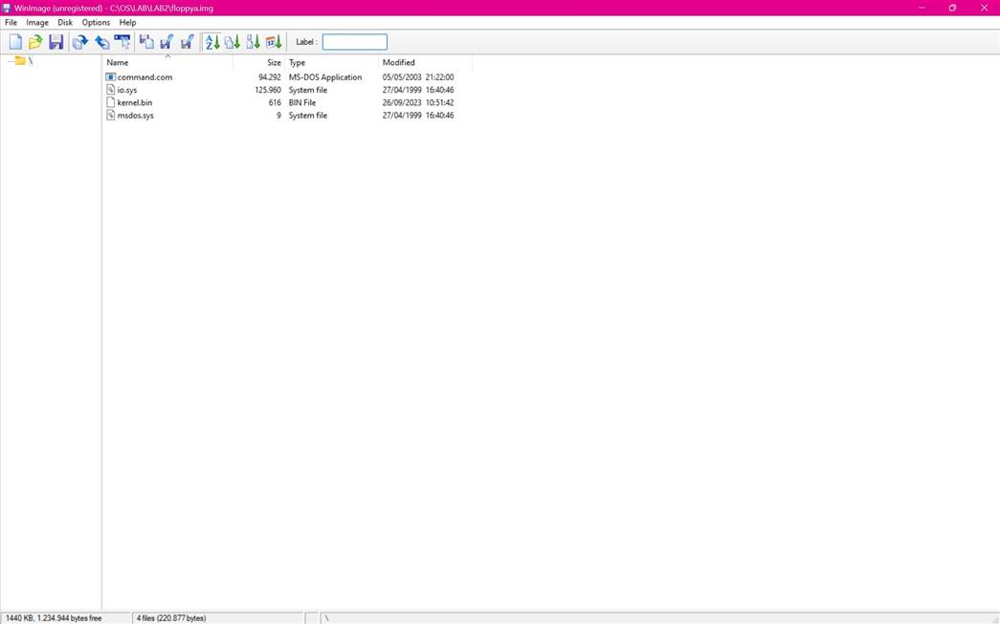 WinImage (unregistered) - C:\OS\LAB\LAB2\floppya.img
File Image Disk Options Help
Label :
\
Name Size Type Modified
command.com 94.292 MS-DOS Application 05/05/2003 21:22:00
io.sys 125.960 System file 27/04/1999 16:40:46
kernel.bin 616 BIN File 26/09/2023 10:51:42
msdos.sys 9 System file 27/04/1999 16:40:46
1440 KB, 1.234.944 bytes free 4 files (220.877 bytes) \